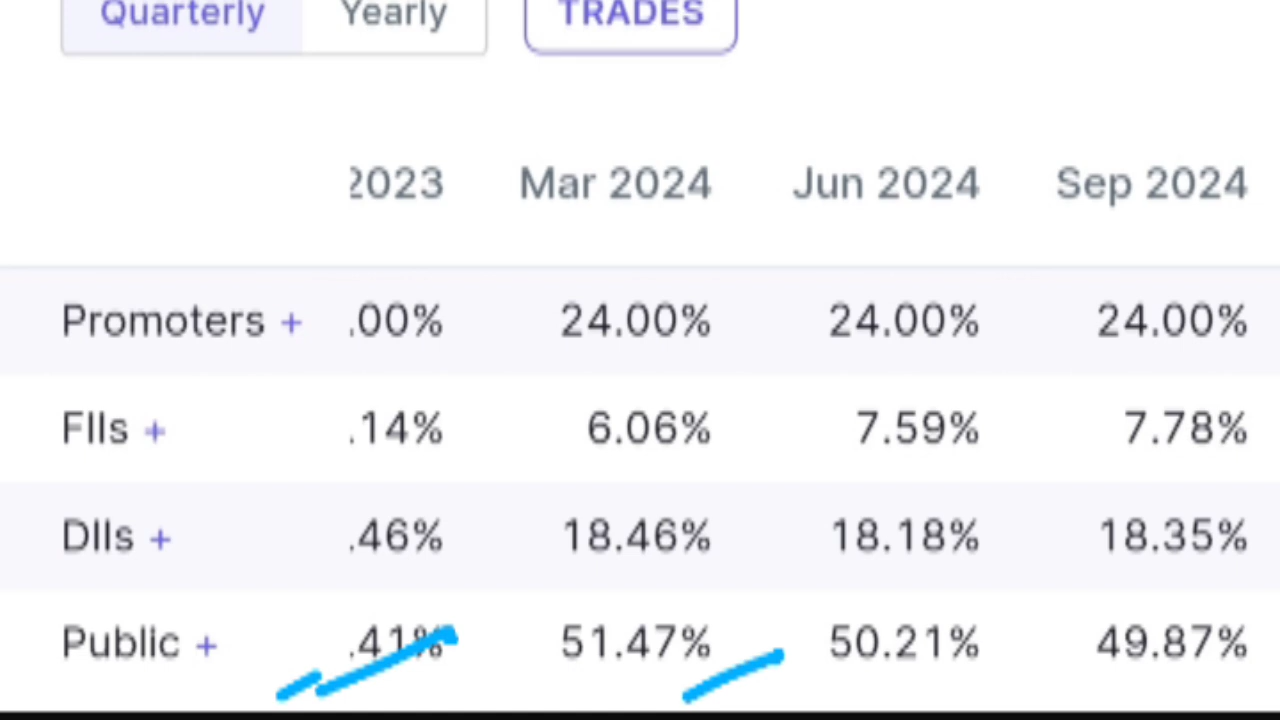 Quarterly Yearly TRADES
2023 Mar 2024 Jun 2024 Sep 2024
Promoters + .00% 24.00% 24.00% 24.00%
FIIs + .14% 6.06% 7.59% 7.78%
DIIs + .46% 18.46% 18.18% 18.35%
Public + .41% 51.47% 50.21% 49.87%